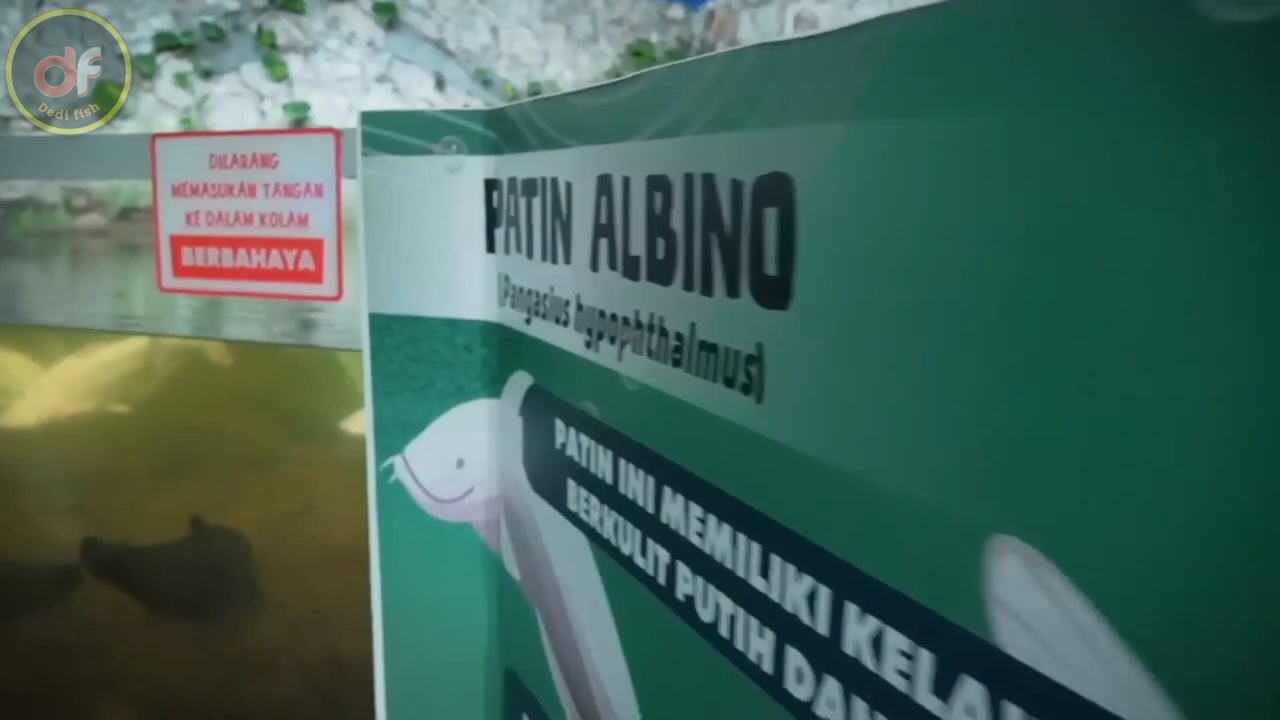 df
Dedi fish
DILARANG
MEMASUKAN TANGAN
KE DALAM KOLAM
BERBAHAYA
PATIN ALBINO
(Pangasius hypophthalmus)
PATIN INI MEMILIKI
BERKULIT PUTIH DAN